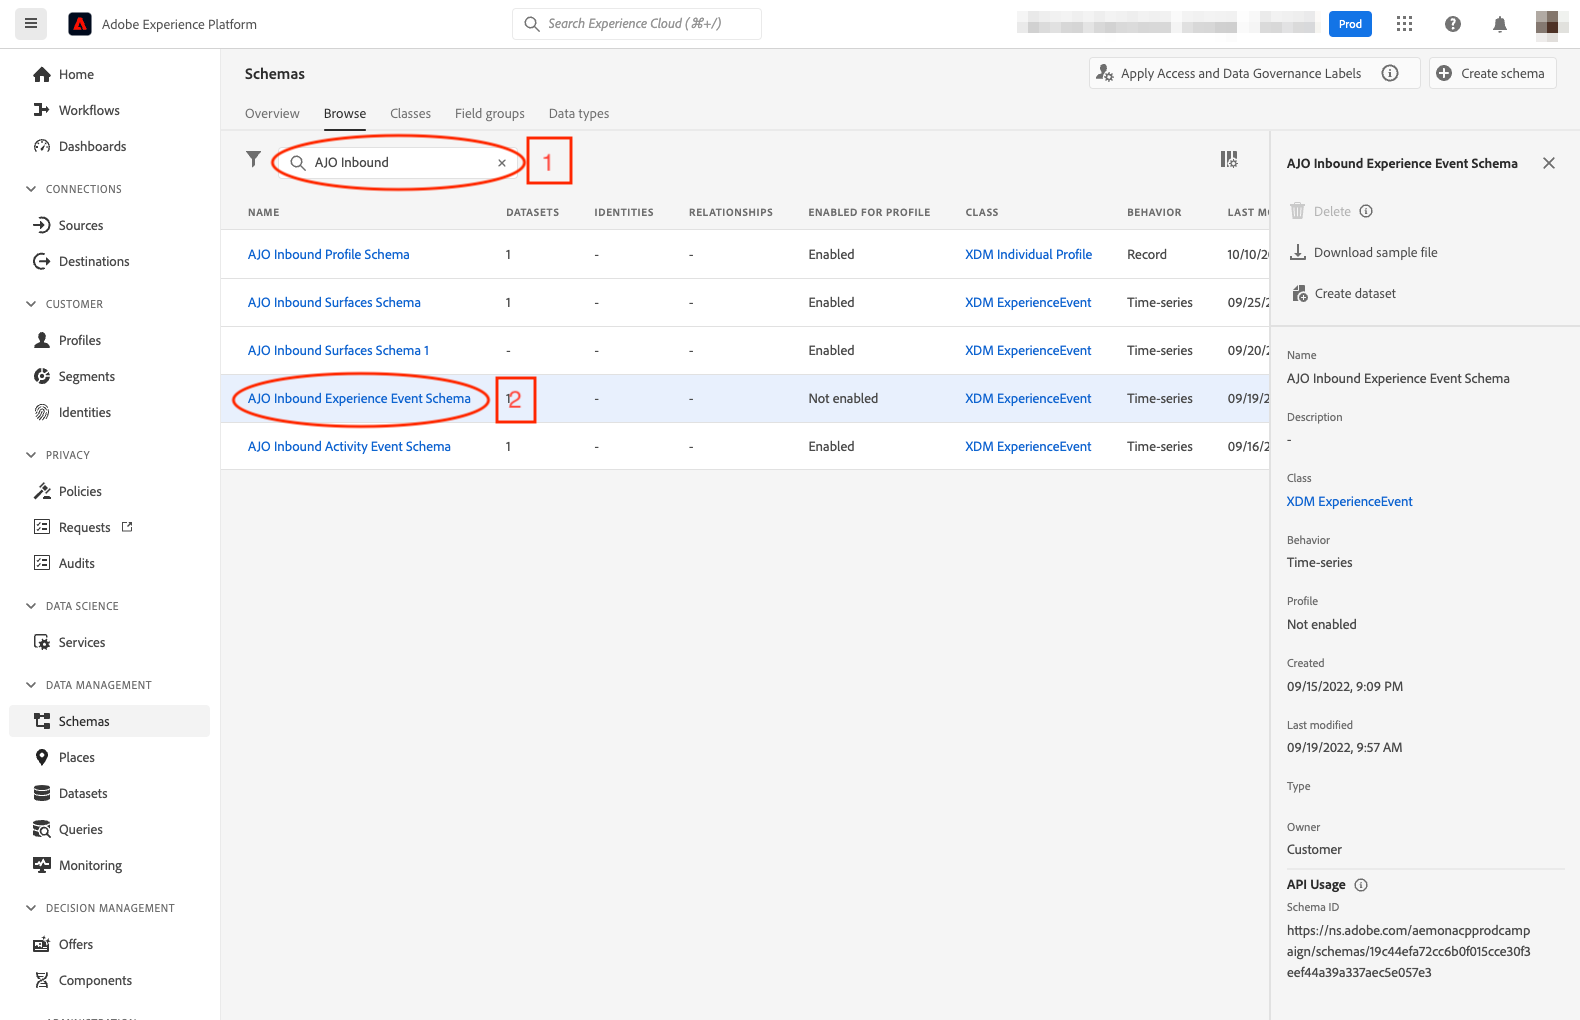 Adobe Experience Platform
Search Experience Cloud (⌘+/)
Prod
Home
Workflows
Dashboards
CONNECTIONS
Sources
Destinations
CUSTOMER
Profiles
Segments
Identities
PRIVACY
Policies
Requests
Audits
DATA SCIENCE
Services
DATA MANAGEMENT
Schemas
Places
Datasets
Queries
Monitoring
DECISION MANAGEMENT
Offers
Components
Schemas
Apply Access and Data Governance Labels
Create schema
Overview Browse Classes Field groups Data types
AJO Inbound
1
NAME DATASETS IDENTITIES RELATIONSHIPS ENABLED FOR PROFILE CLASS BEHAVIOR LAST MO
AJO Inbound Profile Schema 1 - - Enabled XDM Individual Profile Record 10/10/20
AJO Inbound Surfaces Schema 1 - - Enabled XDM ExperienceEvent Time-series 09/25/2
AJO Inbound Surfaces Schema 1 - - - Enabled XDM ExperienceEvent Time-series 09/20/2
AJO Inbound Experience Event Schema 1 2 - - Not enabled XDM ExperienceEvent Time-series 09/19/2
AJO Inbound Activity Event Schema 1 - - Enabled XDM ExperienceEvent Time-series 09/16/2
AJO Inbound Experience Event Schema
Delete
Download sample file
Create dataset
Name
AJO Inbound Experience Event Schema
Description
-
Class
XDM ExperienceEvent
Behavior
Time-series
Profile
Not enabled
Created
09/15/2022, 9:09 PM
Last modified
09/19/2022, 9:57 AM
Type
Owner
Customer
API Usage
Schema ID
https://ns.adobe.com/aemonacpprodcamp
aign/schemas/19c44efa72cc6b0f015cce30f3
eef44a39a337aec5e057e3